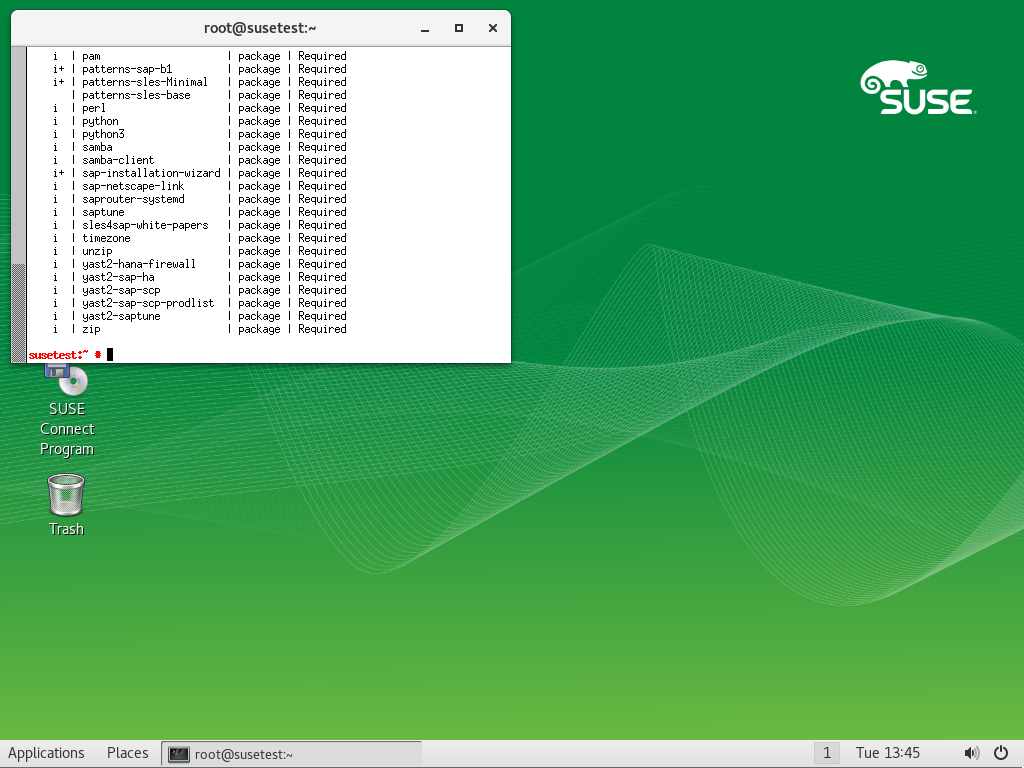 root@susetest:~
i  | pam                     | package | Required
i+ | patterns-sap-b1         | package | Required
i+ | patterns-sles-Minimal   | package | Required
   | patterns-sles-base      | package | Required
i  | perl                    | package | Required
i  | python                  | package | Required
i  | python3                 | package | Required
i  | samba                   | package | Required
i  | samba-client            | package | Required
i+ | sap-installation-wizard | package | Required
i  | sap-netscape-link       | package | Required
i  | saprouter-systemd       | package | Required
i  | saptune                 | package | Required
i  | sles4sap-white-papers   | package | Required
i  | timezone                | package | Required
i  | unzip                   | package | Required
i  | yast2-hana-firewall     | package | Required
i  | yast2-sap-ha            | package | Required
i  | yast2-sap-scp           | package | Required
i  | yast2-sap-scp-prodlist  | package | Required
i  | yast2-saptune           | package | Required
i  | zip                     | package | Required
susetest:~ #
SUSE
SUSE
Connect
Program
Trash
Applications Places root@susetest:~ 1 Tue 13:45